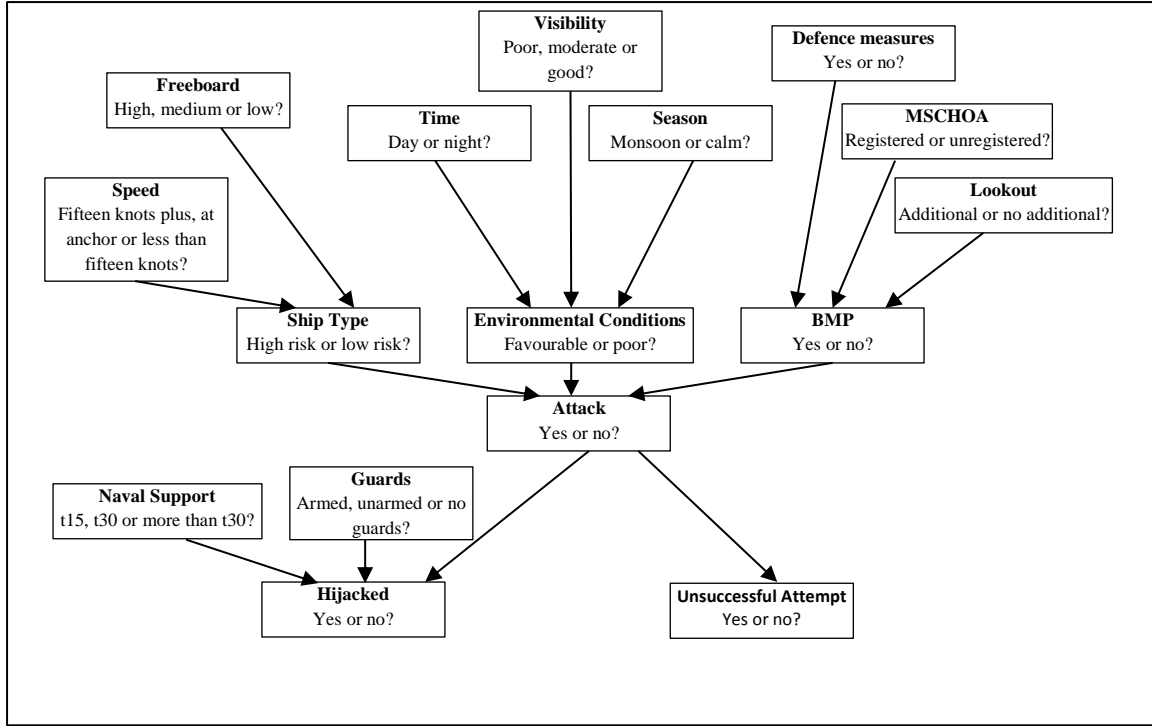 Visibility
Poor, moderate or
good?
Defence measures
Yes or no?
Freeboard
High, medium or low?
Time
Day or night?
Season
Monsoon or calm?
MSCHOA
Registered or unregistered?
Speed
Fifteen knots plus, at
anchor or less than
fifteen knots?
Lookout
Additional or no additional?
Ship Type
High risk or low risk?
Environmental Conditions
Favourable or poor?
BMP
Yes or no?
Attack
Yes or no?
Naval Support
t15, t30 or more than t30?
Guards
Armed, unarmed or no
guards?
Hijacked
Yes or no?
Unsuccessful Attempt
Yes or no?